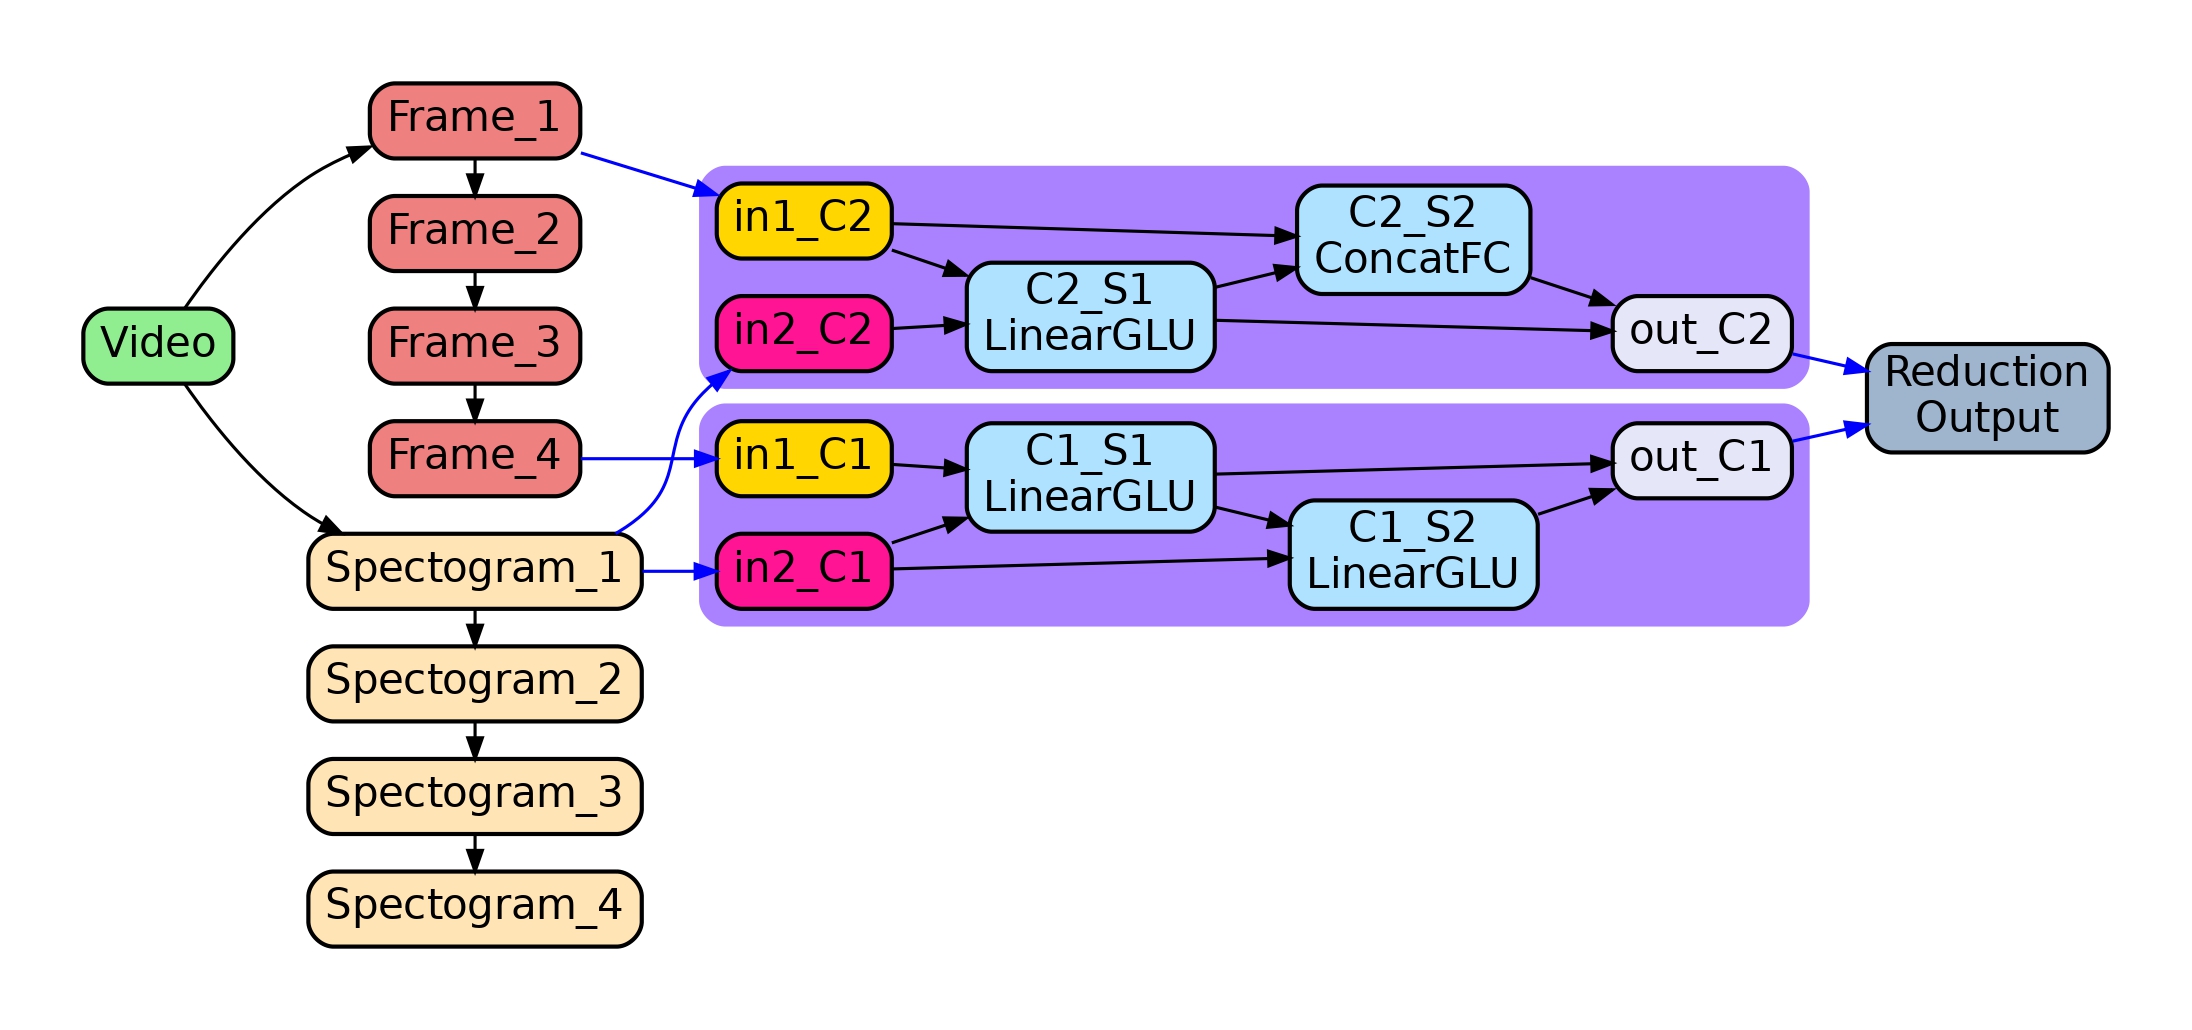 Video
Frame_1
Frame_2
Frame_3
Frame_4
Spectogram_1
Spectogram_2
Spectogram_3
Spectogram_4
in1_C2
in2_C2
C2_S1
LinearGLU
C2_S2
ConcatFC
out_C2
in1_C1
in2_C1
C1_S1
LinearGLU
C1_S2
LinearGLU
out_C1
Reduction
Output